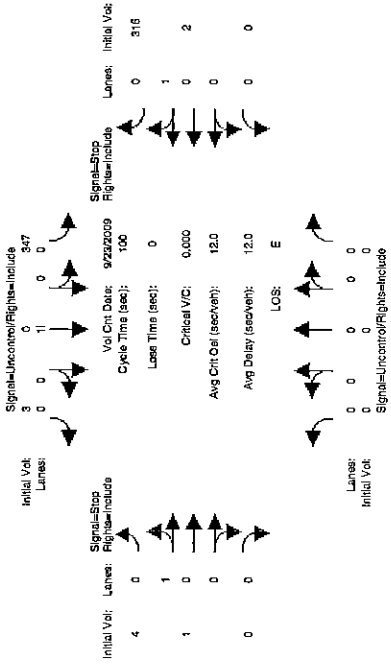 Signal=Uncontrol/Rights=Include
Initial Vol: 3 0 347
Lanes: 0 0 1! 0 0
Signal=Stop
Rights=Include
Initial Vol: Lanes:
4 0
1
1 0
0
0 0
Vol Cnt Date: 9/23/2009
Cycle Time (sec): 100
Loss Time (sec): 0
Critical V/C: 0.000
Avg Crit Del (sec/veh): 12.0
Avg Delay (sec/veh): 12.0
LOS: E
Signal=Stop
Rights=Include
Lanes: Initial Vol:
0 316
1
0 2
0
0 0
Lanes: 0 0 0 0 0
Initial Vol: 0 0 0
Signal=Uncontrol/Rights=Include